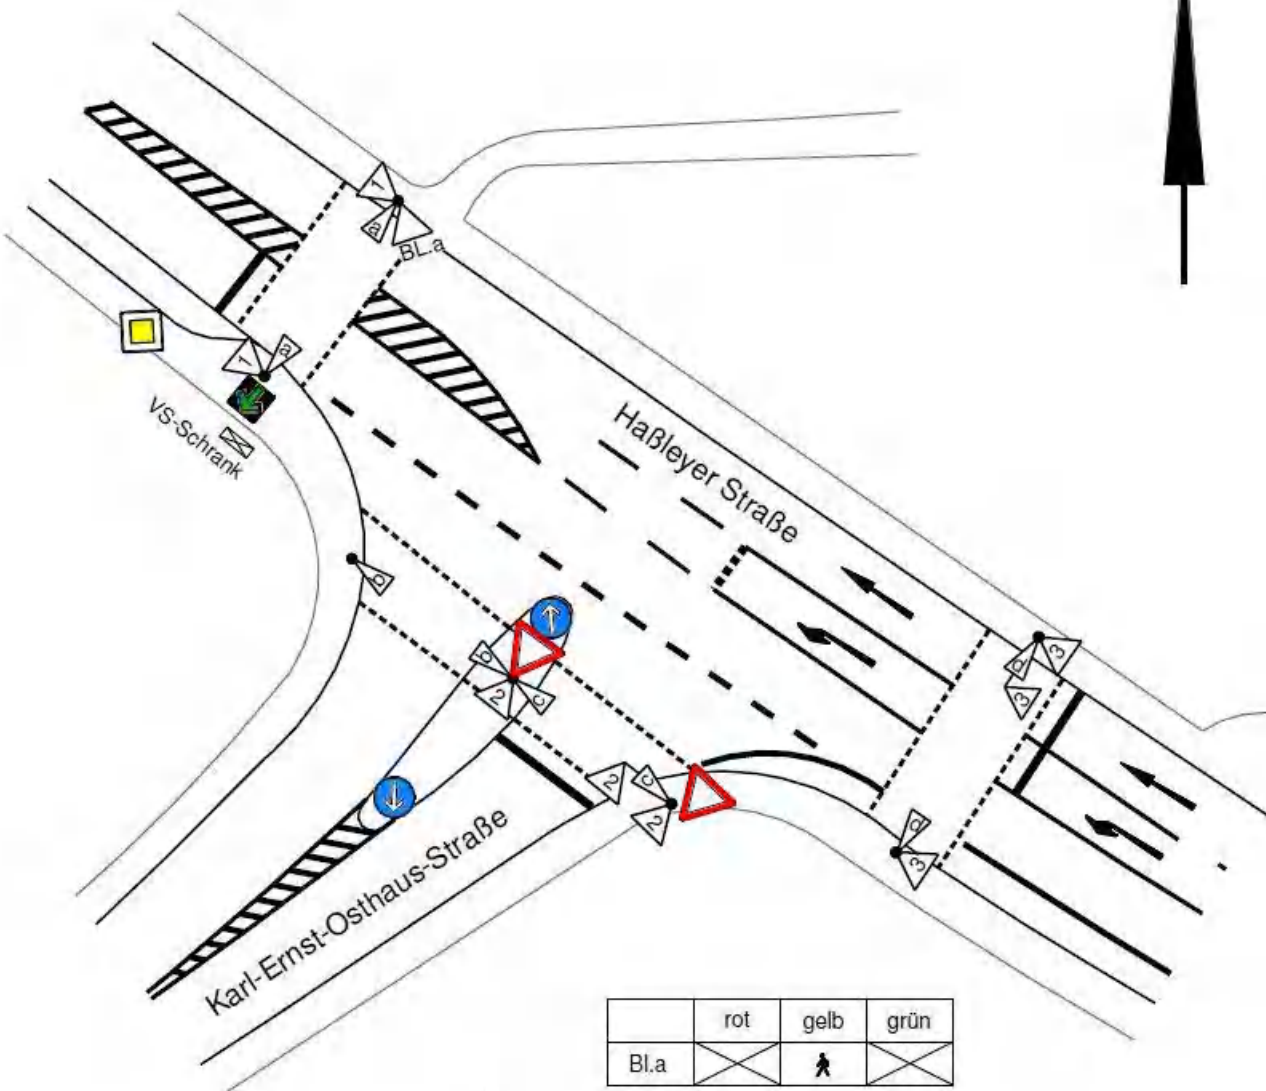 1
a
BL.a
1
a
VS-Schrank
Haßleyer Straße
b
b
2
c
2
c
2
d
3
3
d
3
Karl-Ernst-Osthaus-Straße
rot gelb grün
Bl.a